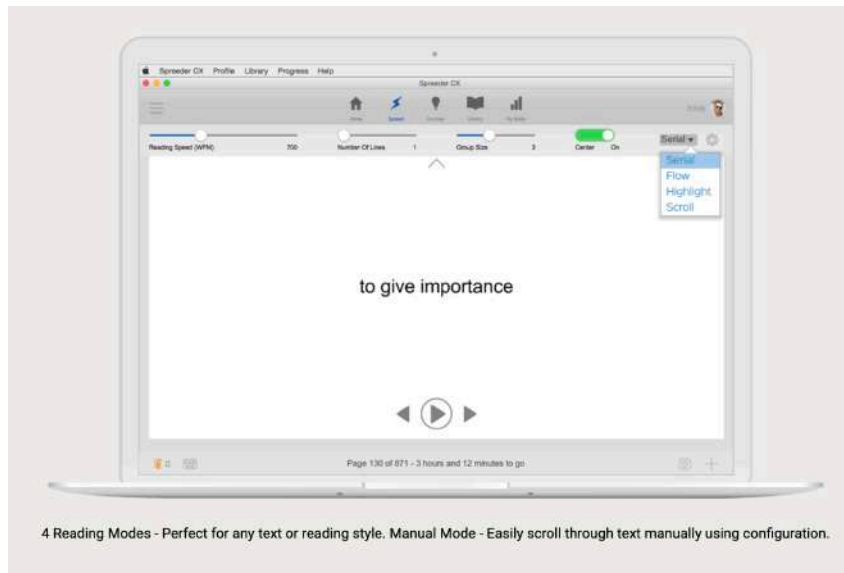 Spreeder CX Profile Library Progress Help
Spreeder CX
Home Spreed Library
Reading Speed (WPM) 700 Number Of Lines 1 Group Size 3 Center On Serial
Serial
Flow
Highlight
Scroll
to give importance
Page 130 of 871 - 3 hours and 12 minutes to go
4 Reading Modes - Perfect for any text or reading style. Manual Mode - Easily scroll through text manually using configuration.